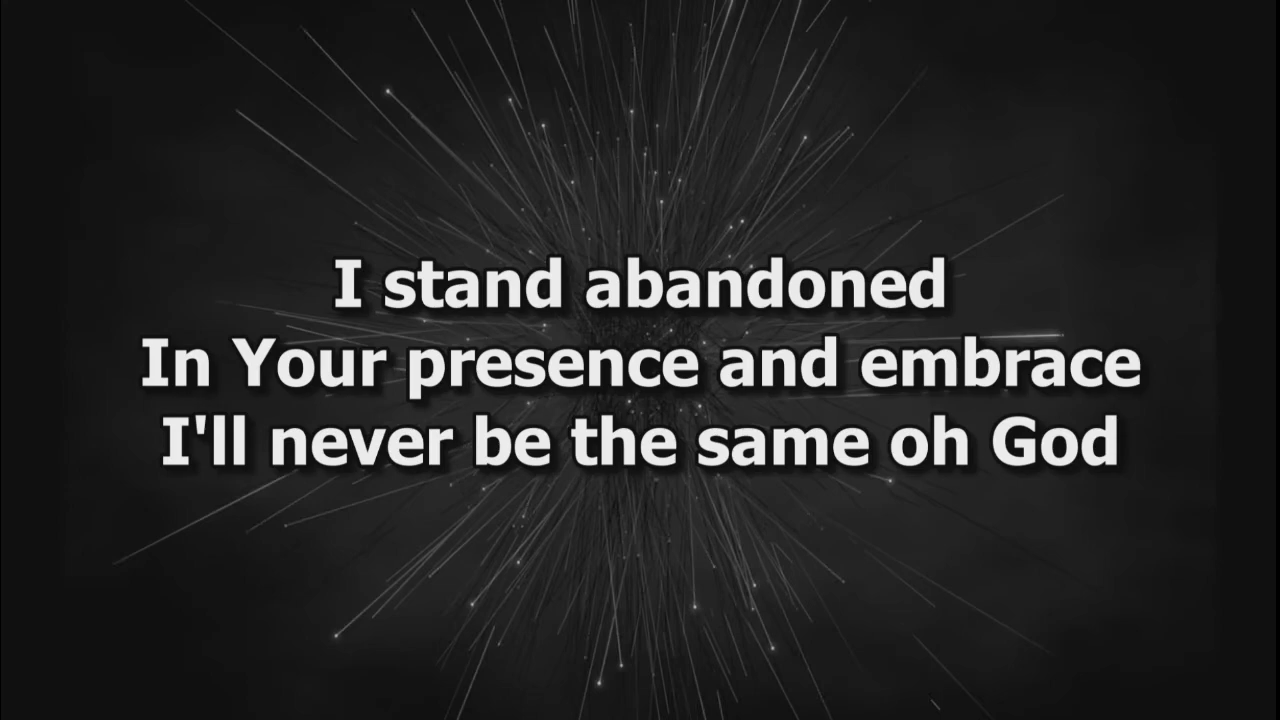 I stand abandoned
In Your presence and embrace
I'll never be the same oh God